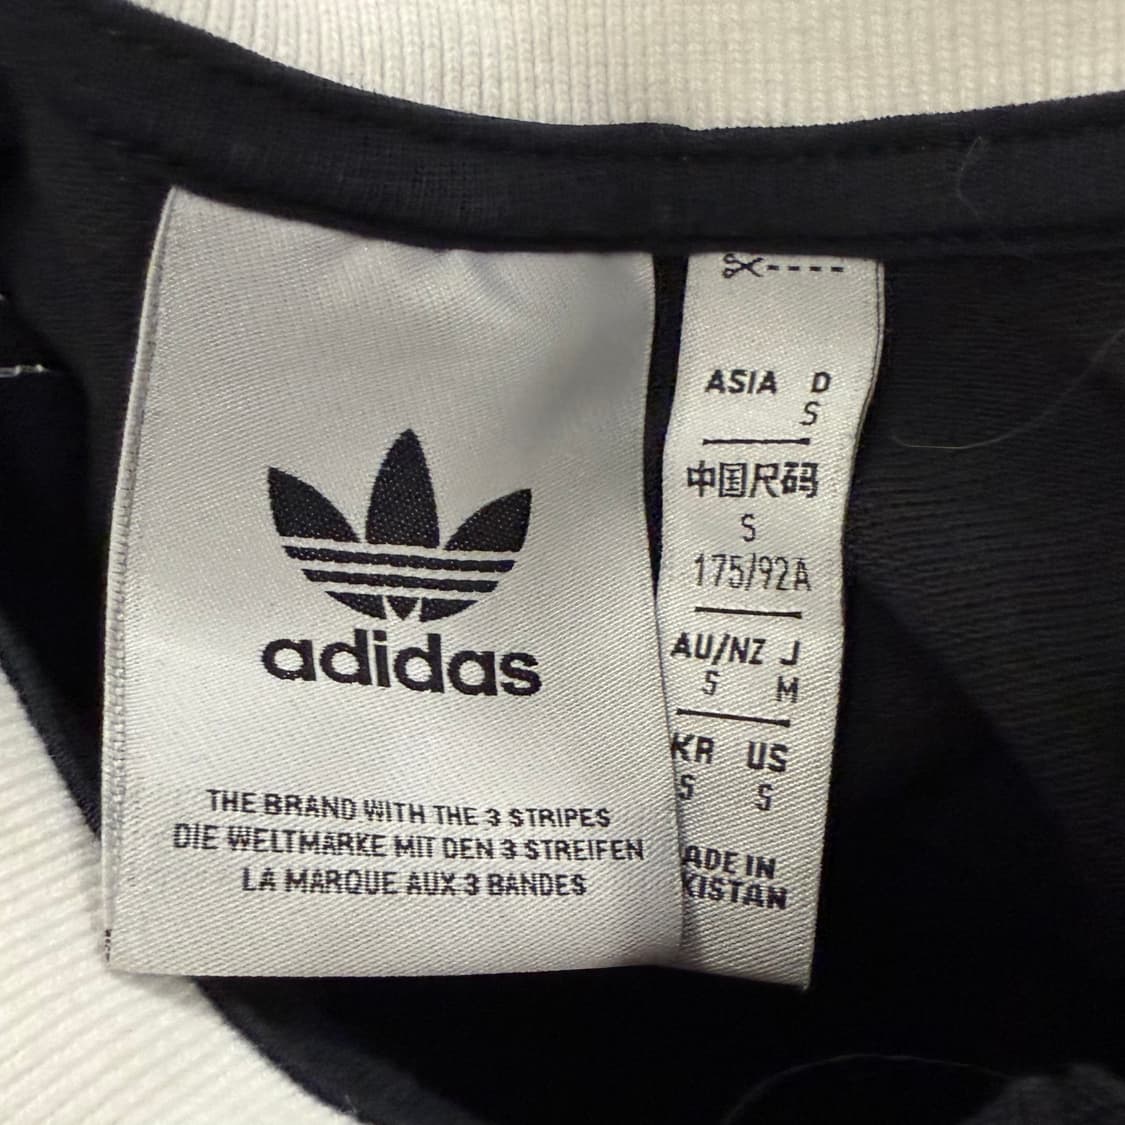 adidas
THE BRAND WITH THE 3 STRIPES
DIE WELTMARKE MIT DEN 3 STREIFEN
LA MARQUE AUX 3 BANDES
ASIA D
S
中国尺码
S
175/92A
AU/NZ J
S M
KR US
S S
ADE IN
KISTAN